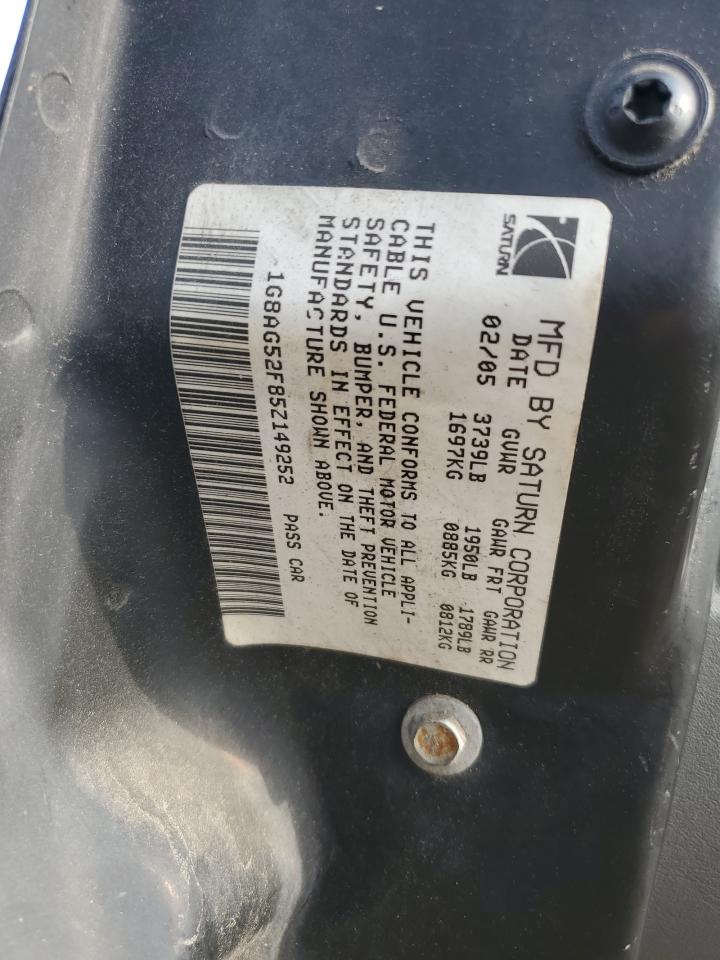 SATURN
MFD BY SATURN CORPORATION
DATE GVWR GAWR FRT GAWR RR
02/05 3739LB 1950LB 1789LB
1697KG 0885KG 0812KG
THIS VEHICLE CONFORMS TO ALL APPLI-
CABLE U.S. FEDERAL MOTOR VEHICLE
SAFETY, BUMPER, AND THEFT PREVENTION
STANDARDS IN EFFECT ON THE DATE OF
MANUFACTURE SHOWN ABOVE.
1G8AG52F85Z149252 PASS CAR